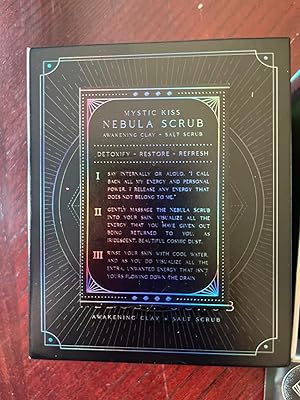 MYSTIC KISS
NEBULA SCRUB
AWAKENING CLAY + SALT SCRUB
DETOXIFY - RESTORE - REFRESH
I SAY INTERNALLY OR ALOUD, "I CALL
BACK ALL MY ENERGY AND PERSONAL
POWER. I RELEASE ANY ENERGY THAT
DOES NOT BELONG TO ME."
II GENTLY MASSAGE THE NEBULA SCRUB
INTO YOUR SKIN. VISUALIZE ALL THE
ENERGY THAT YOU HAVE GIVEN OUT
BEING RETURNED TO YOU AS
IRIDESCENT, BEAUTIFUL COSMIC DUST.
III RINSE YOUR SKIN WITH COOL WATER,
AND AS YOU DO VISUALIZE ALL THE
EXTRA, UNWANTED ENERGY THAT ISN'T
YOURS FLOWING DOWN THE DRAIN
AWAKENING CLAY + SALT SCRUB